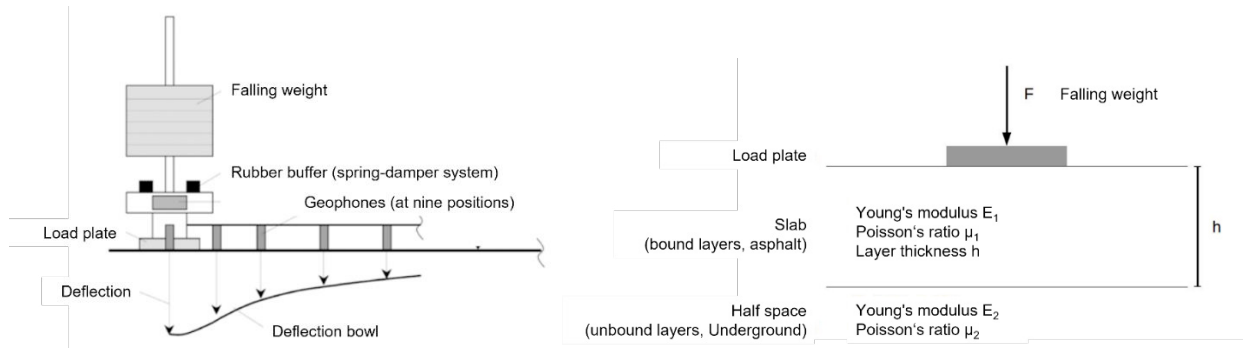 Falling weight
Rubber buffer (spring-damper system)
Geophones (at nine positions)
Load plate
Deflection
Deflection bowl
F Falling weight
Load plate
Slab
(bound layers, asphalt)
Young's modulus E₁
Poisson‘s ratio μ₁
Layer thickness h
h
Half space
(unbound layers, Underground)
Young's modulus E₂
Poisson‘s ratio μ₂